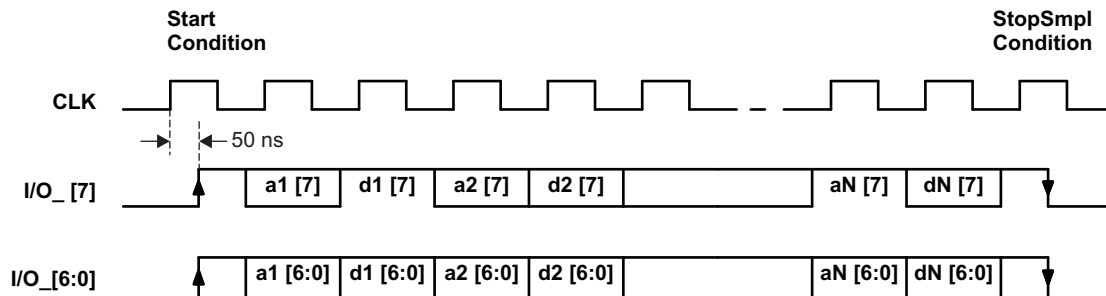 Start
Condition
StopSmpl
Condition
CLK
50 ns
I/O_ [7]
a1 [7] d1 [7] a2 [7] d2 [7] aN [7] dN [7]
I/O_[6:0]
a1 [6:0] d1 [6:0] a2 [6:0] d2 [6:0] aN [6:0] dN [6:0]